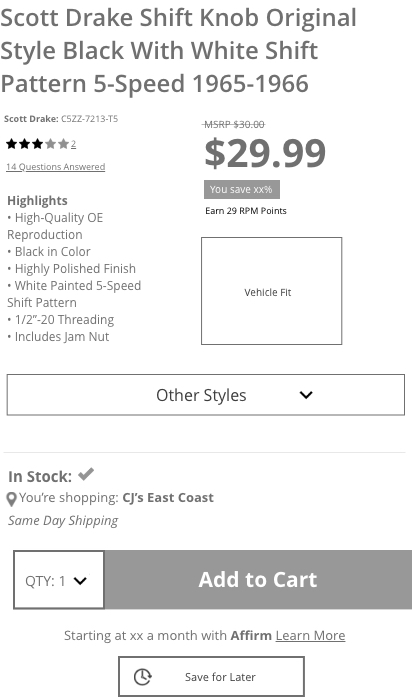 Scott Drake Shift Knob Original
Style Black With White Shift
Pattern 5-Speed 1965-1966
Scott Drake: C5ZZ-7213-T5
2
14 Questions Answered
MSRP $30.00
$29.99
You save xx%
Earn 29 RPM Points
Highlights
• High-Quality OE
Reproduction
• Black in Color
• Highly Polished Finish
• White Painted 5-Speed
Shift Pattern
• 1/2”-20 Threading
• Includes Jam Nut
Vehicle Fit
Other Styles
In Stock:
You’re shopping: CJ’s East Coast
Same Day Shipping
QTY: 1
Add to Cart
Starting at xx a month with Affirm Learn More
Save for Later